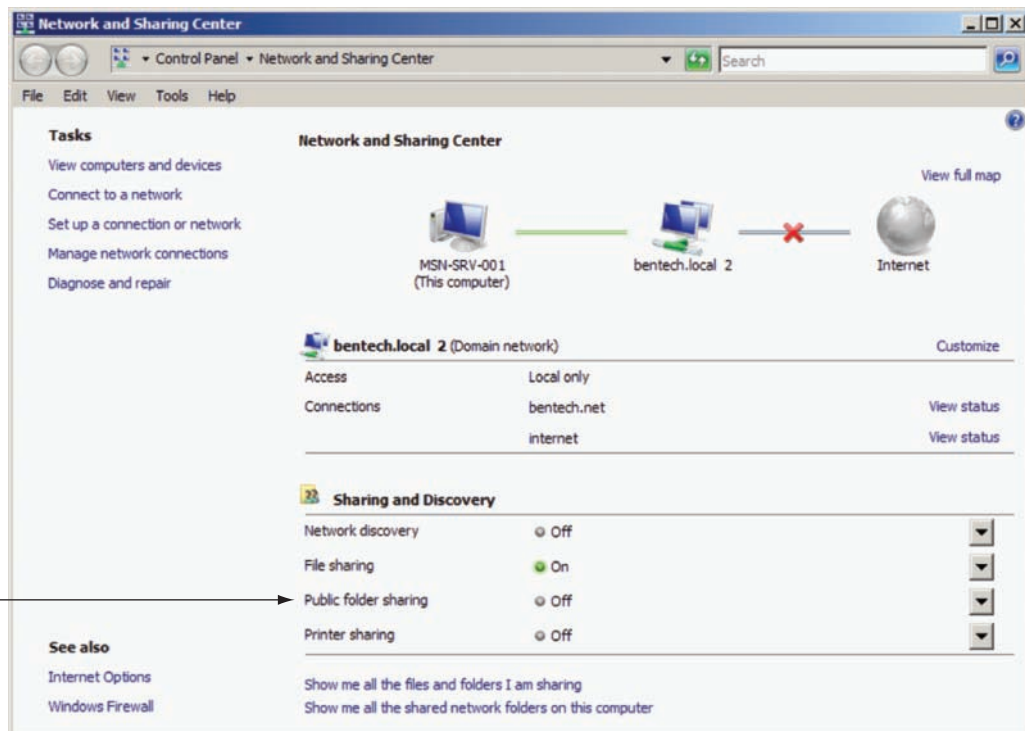 Network and Sharing Center
Control Panel Network and Sharing Center
Search
File Edit View Tools Help
Tasks
View computers and devices
Connect to a network
Set up a connection or network
Manage network connections
Diagnose and repair
See also
Internet Options
Windows Firewall
Network and Sharing Center
View full map
MSN-SRV-001
(This computer)
bentech.local 2
Internet
bentech.local 2 (Domain network)
Customize
Access Local only
Connections bentech.net View status
internet View status
Sharing and Discovery
Network discovery Off
File sharing On
Public folder sharing Off
Printer sharing Off
Show me all the files and folders I am sharing
Show me all the shared network folders on this computer